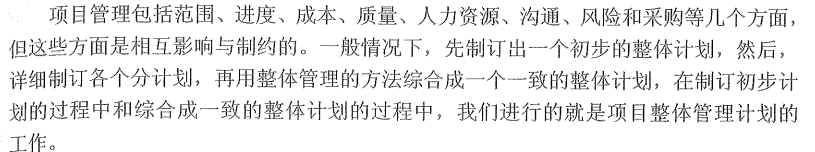 项目管理包括范围、进度、成本、质量、人力资源、沟通、风险和采购等几个方面，
但这些方面是相互影响与制约的。一般情况下，先制订出一个初步的整体计划，然后，
详细制订各个分计划，再用整体管理的方法综合成一个一致的整体计划，在制订初步计
划的过程中和综合成一致的整体计划的过程中，我们进行的就是项目整体管理计划的
工作。